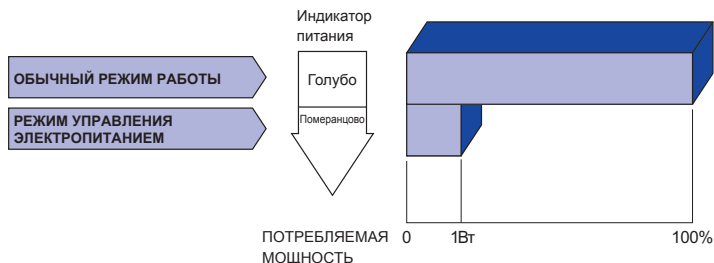 Индикатор
питания
ОБЫЧНЫЙ РЕЖИМ РАБОТЫ
Голубо
РЕЖИМ УПРАВЛЕНИЯ
ЭЛЕКТРОПИТАНИЕМ
Померанцово
ПОТРЕБЛЯЕМАЯ
МОЩНОСТЬ
0 1Вт 100%